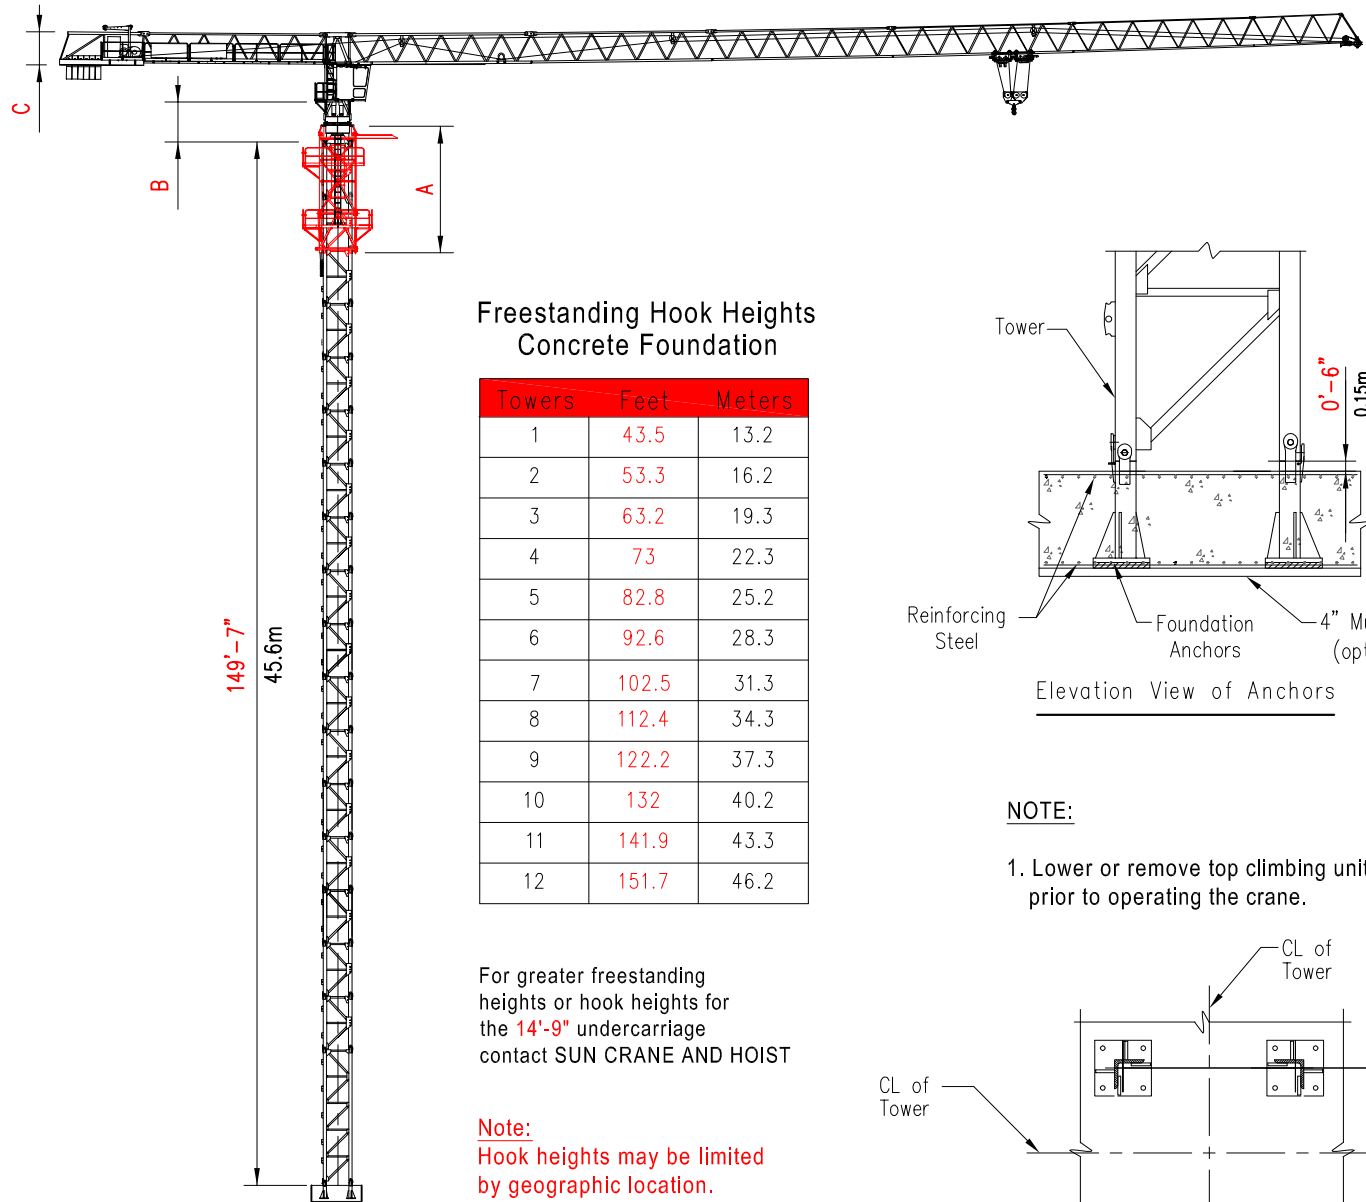 C
B
A
149'-7"
45.6m
Freestanding Hook Heights
Concrete Foundation
Towers Feet Meters
1 43.5 13.2
2 53.3 16.2
3 63.2 19.3
4 73 22.3
5 82.8 25.2
6 92.6 28.3
7 102.5 31.3
8 112.4 34.3
9 122.2 37.3
10 132 40.2
11 141.9 43.3
12 151.7 46.2
For greater freestanding
heights or hook heights for
the 14'-9" undercarriage
contact SUN CRANE AND HOIST
Note:
Hook heights may be limited
by geographic location.
Tower
0'-6"
0.15m
Reinforcing
Steel
Foundation
Anchors
4"
Elevation View of Anchors
NOTE:
1. Lower or remove top climbing unit
prior to operating the crane.
CL of
Tower
CL of
Tower